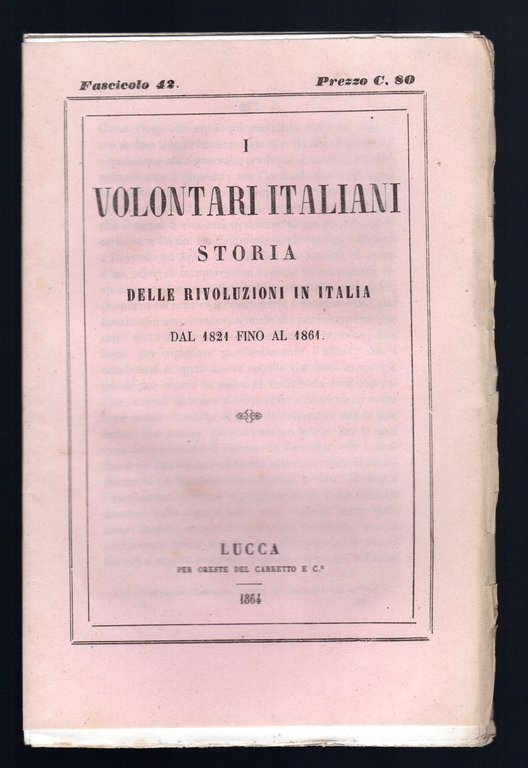 Fascicolo 42. Prezzo C. 80
I
VOLONTARI ITALIANI
STORIA
DELLE RIVOLUZIONI IN ITALIA
DAL 1821 FINO AL 1861.
LUCCA
PER ORESTE DEL CARRETTO E C.º
1864